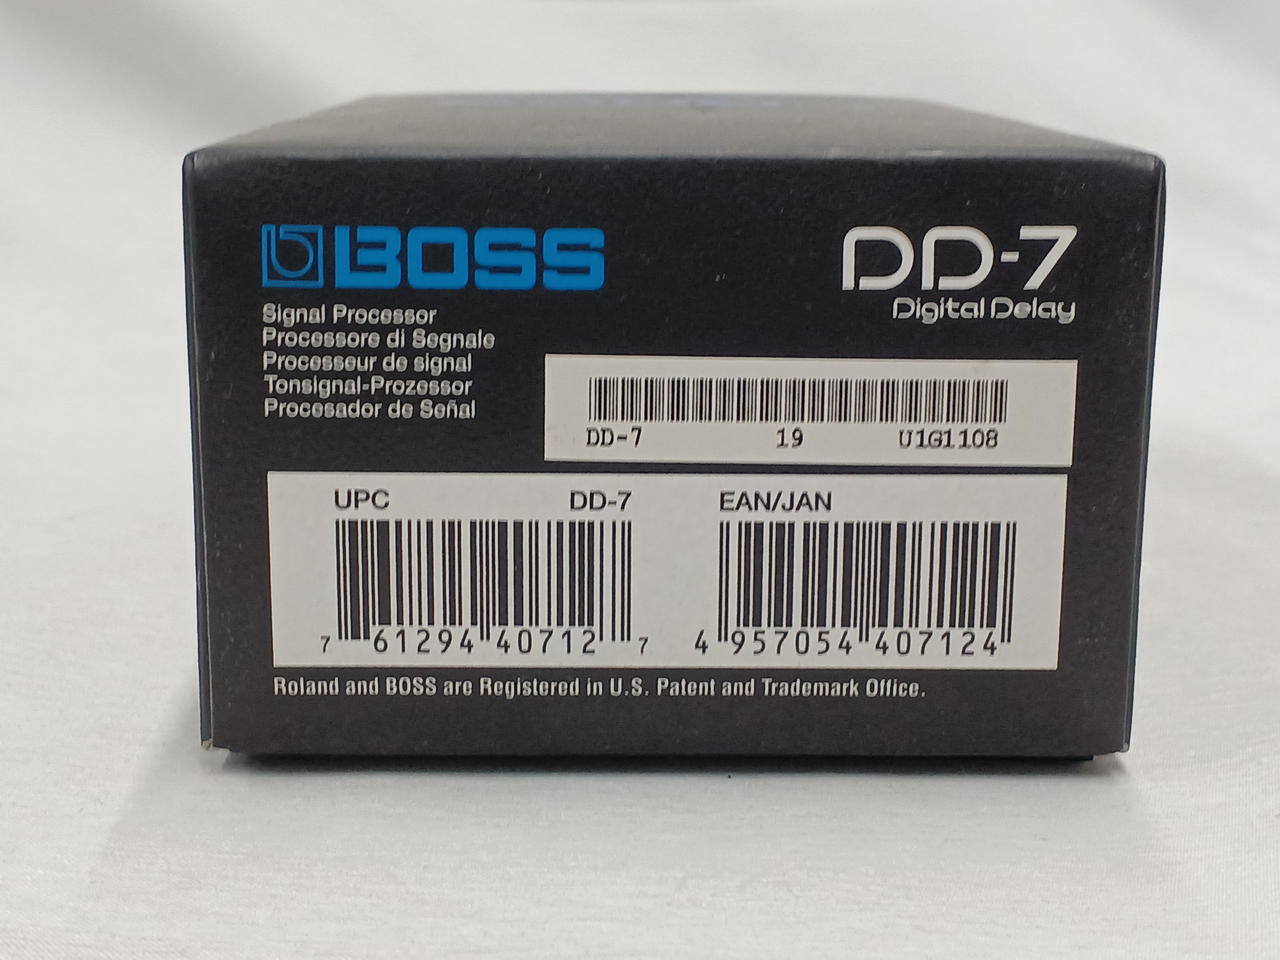 BOSS
DD-7
Digital Delay
Signal Processor
Processore di Segnale
Processeur de signal
Tonsignal-Prozessor
Procesador de Señal
DD-7 19 U1G1108
UPC DD-7 EAN/JAN
7 61294 40712 7 4 957054 407124
Roland and BOSS are Registered in U.S. Patent and Trademark Office.